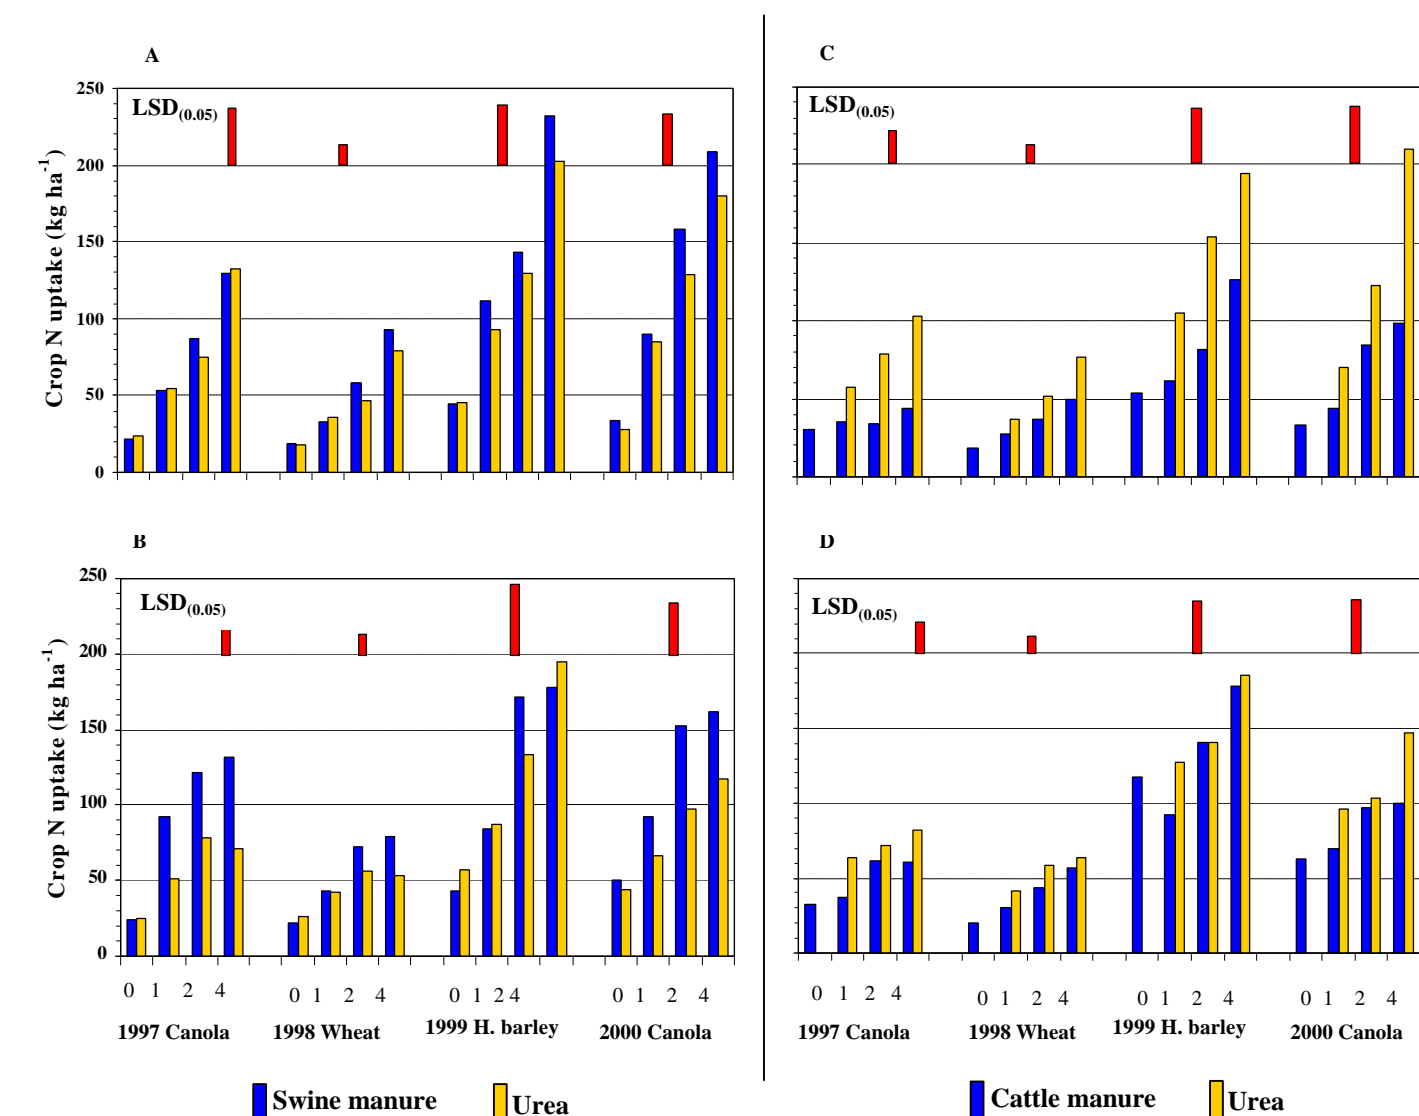 A
C
250
LSD(0.05)
LSD(0.05)
200
150
100
50
0
Crop N uptake (kg ha-1)
B
D
250
LSD(0.05)
LSD(0.05)
200
150
100
50
0
Crop N uptake (kg ha-1)
0 1 2 4 0 1 2 4 0 1 2 4 0 1 2 4
0 1 2 4 0 1 2 4 0 1 2 4 0 1 2 4
1997 Canola 1998 Wheat 1999 H. barley 2000 Canola
1997 Canola 1998 Wheat 1999 H. barley 2000 Canola
Swine manure Urea
Cattle manure Urea